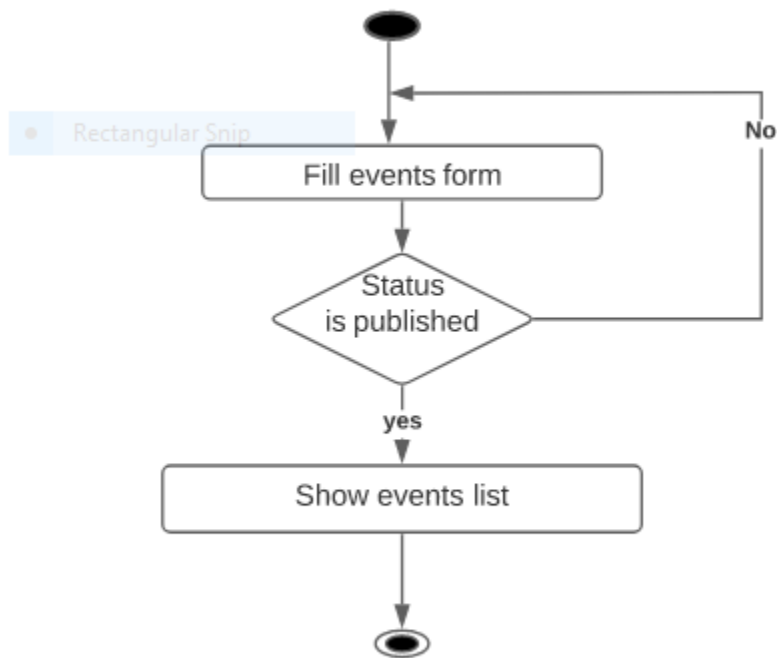 Rectangular Snip
No
Fill events form
Status
is published
yes
Show events list